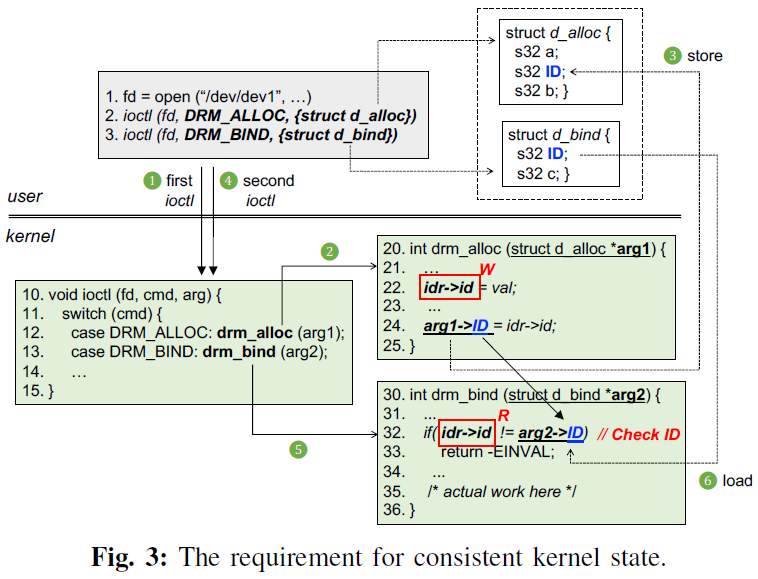 struct d_alloc {
s32 a;
s32 ID;
s32 b; }
3 store
1. fd = open (“/dev/dev1”, …)
2. ioctl (fd, DRM_ALLOC, {struct d_alloc})
3. ioctl (fd, DRM_BIND, {struct d_bind})
struct d_bind {
s32 ID;
s32 c; }
1 first
ioctl
4 second
ioctl
user
kernel
2
10. void ioctl (fd, cmd, arg) {
11. switch (cmd) {
12. case DRM_ALLOC: drm_alloc (arg1);
13. case DRM_BIND: drm_bind (arg2);
14. …
15. }
20. int drm_alloc (struct d_alloc *arg1) {
21. … W
22. idr->id = val;
23. ...
24. arg1->ID = idr->id;
25. }
5
30. int drm_bind (struct d_bind *arg2) {
31. ... R
32. if( idr->id != arg2->ID) // Check ID
33. return -EINVAL;
34. ...
35. /* actual work here */
36. }
6 load
Fig. 3: The requirement for consistent kernel state.